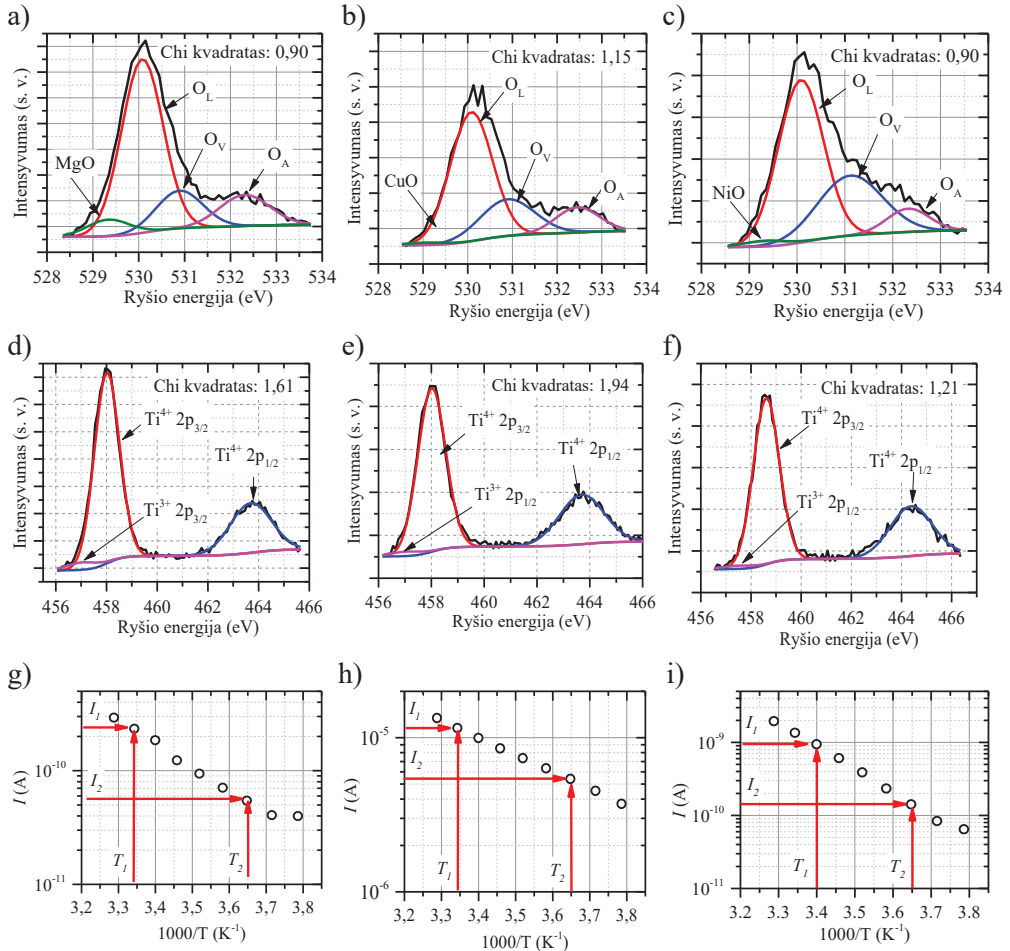 a)
Chi kvadratas: 0,90
O_L
O_V
O_A
MgO
Intensyvumas (s. v.)
528 529 530 531 532 533 534
Ryšio energija (eV)
b)
Chi kvadratas: 1,15
O_L
O_V
O_A
CuO
Intensyvumas (s. v.)
528 529 530 531 532 533 534
Ryšio energija (eV)
c)
Chi kvadratas: 0,90
O_L
O_V
O_A
NiO
Intensyvumas (s. v.)
528 529 530 531 532 533 534
Ryšio energija (eV)
d)
Chi kvadratas: 1,61
Ti⁴⁺ 2p₃/₂
Ti⁴⁺ 2p₁/₂
Ti³⁺ 2p₃/₂
Intensyvumas (s. v.)
456 458 460 462 464 466
Ryšio energija (eV)
e)
Chi kvadratas: 1,94
Ti⁴⁺ 2p₃/₂
Ti⁴⁺ 2p₁/₂
Ti³⁺ 2p₁/₂
Intensyvumas (s. v.)
456 458 460 462 464 466
Ryšio energija (eV)
f)
Chi kvadratas: 1,21
Ti⁴⁺ 2p₃/₂
Ti⁴⁺ 2p₁/₂
Ti³⁺ 2p₁/₂
Intensyvumas (s. v.)
456 458 460 462 464 466
Ryšio energija (eV)
g)
I₁
10⁻¹⁰
I₂
I (A)
T₁
T₂
10⁻¹¹
3,2 3,3 3,4 3,5 3,6 3,7 3,8
1000/T (K⁻¹)
h)
I₁
10⁻⁵
I₂
I (A)
T₁
T₂
10⁻⁶
3,2 3,3 3,4 3,5 3,6 3,7 3,8
1000/T (K⁻¹)
i)
I₁
10⁻⁹
I₂
10⁻¹⁰
I (A)
T₁
T₂
10⁻¹¹
3.2 3.3 3.4 3.5 3.6 3.7 3.8
1000/T (K⁻¹)